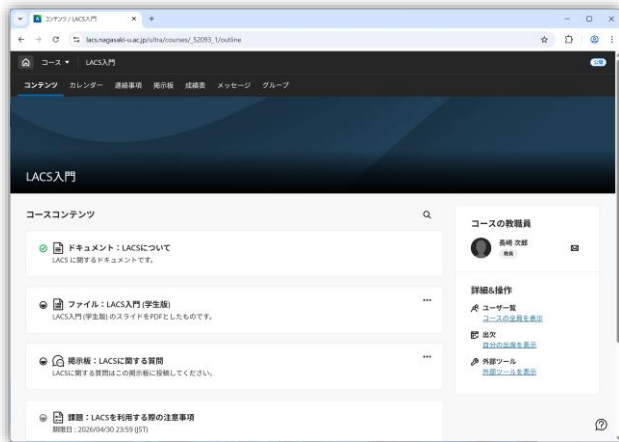 コンテンツ / LACS入門
lacs.nagasaki-u.ac.jp/ultra/courses/_52093_1/outline
コース LACS入門 公開
コンテンツ カレンダー 連絡事項 掲示板 成績表 メッセージ グループ
LACS入門
コースコンテンツ
ドキュメント：LACSについて
LACS に関するドキュメントです。
ファイル：LACS入門 (学生版)
LACS入門 (学生版) のスライドをPDFとしたものです。
掲示板：LACSに関する質問
LACSに関する質問はこの掲示板に投稿してください。
課題：LACSを利用する際の注意事項
期限日：2026/04/30 23:59 (JST)
コースの教職員
長崎 次郎
教員
詳細&操作
ユーザ一覧
コースの全員を表示
出欠
自分の出席を表示
外部ツール
外部ツールを表示